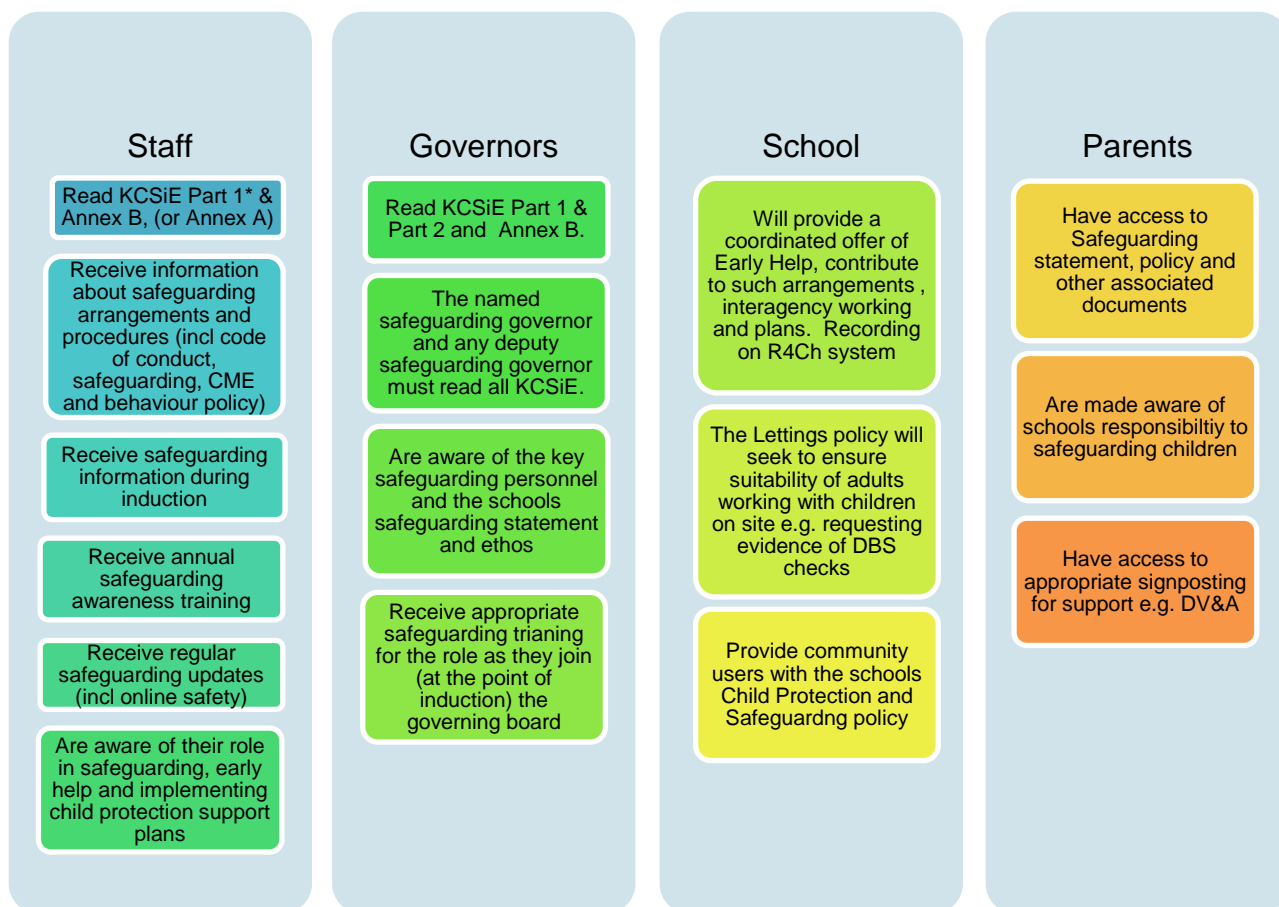 Staff
Read KCSiE Part 1* &
Annex B, (or Annex A)
Receive information
about safeguarding
arrangements and
procedures (incl code
of conduct,
safeguarding, CME
and behaviour policy)
Receive safeguarding
information during
induction
Receive annual
safeguarding
awareness training
Receive regular
safeguarding updates
(incl online safety)
Are aware of their role
in safeguarding, early
help and implementing
child protection support
plans
Governors
Read KCSiE Part 1 &
Part 2 and Annex B.
The named
safeguarding governor
and any deputy
safeguarding governor
must read all KCSiE.
Are aware of the key
safeguarding personnel
and the schools
safeguarding statement
and ethos
Receive appropriate
safeguarding trianing
for the role as they join
(at the point of
induction) the
governing board
School
Will provide a
coordinated offer of
Early Help, contribute
to such arrangements ,
interagency working
and plans. Recording
on R4Ch system
The Lettings policy will
seek to ensure
suitability of adults
working with children
on site e.g. requesting
evidence of DBS
checks
Provide community
users with the schools
Child Protection and
Safeguardng policy
Parents
Have access to
Safeguarding
statement, policy and
other associated
documents
Are made aware of
schools responsibiltiy to
safeguarding children
Have access to
appropriate signposting
for support e.g. DV&A